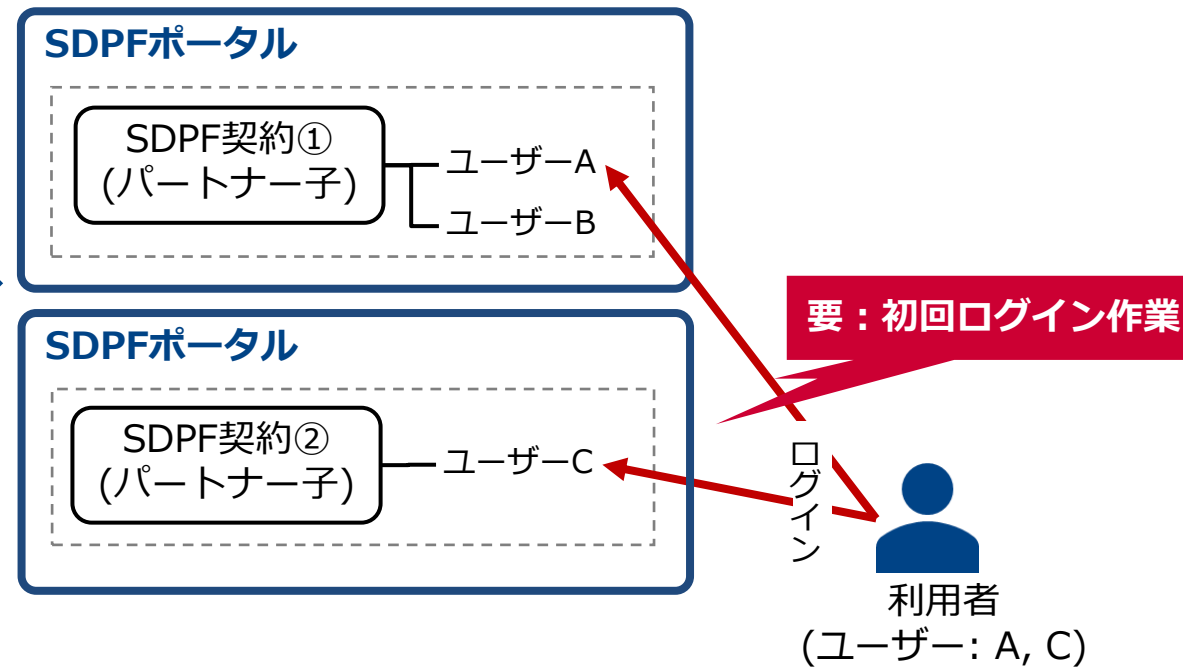 SDPFポータル
SDPF契約①
(パートナー子)
ユーザーA
ユーザーB
SDPFポータル
SDPF契約②
(パートナー子)
ユーザーC
要：初回ログイン作業
ログイン
利用者
(ユーザー: A, C)